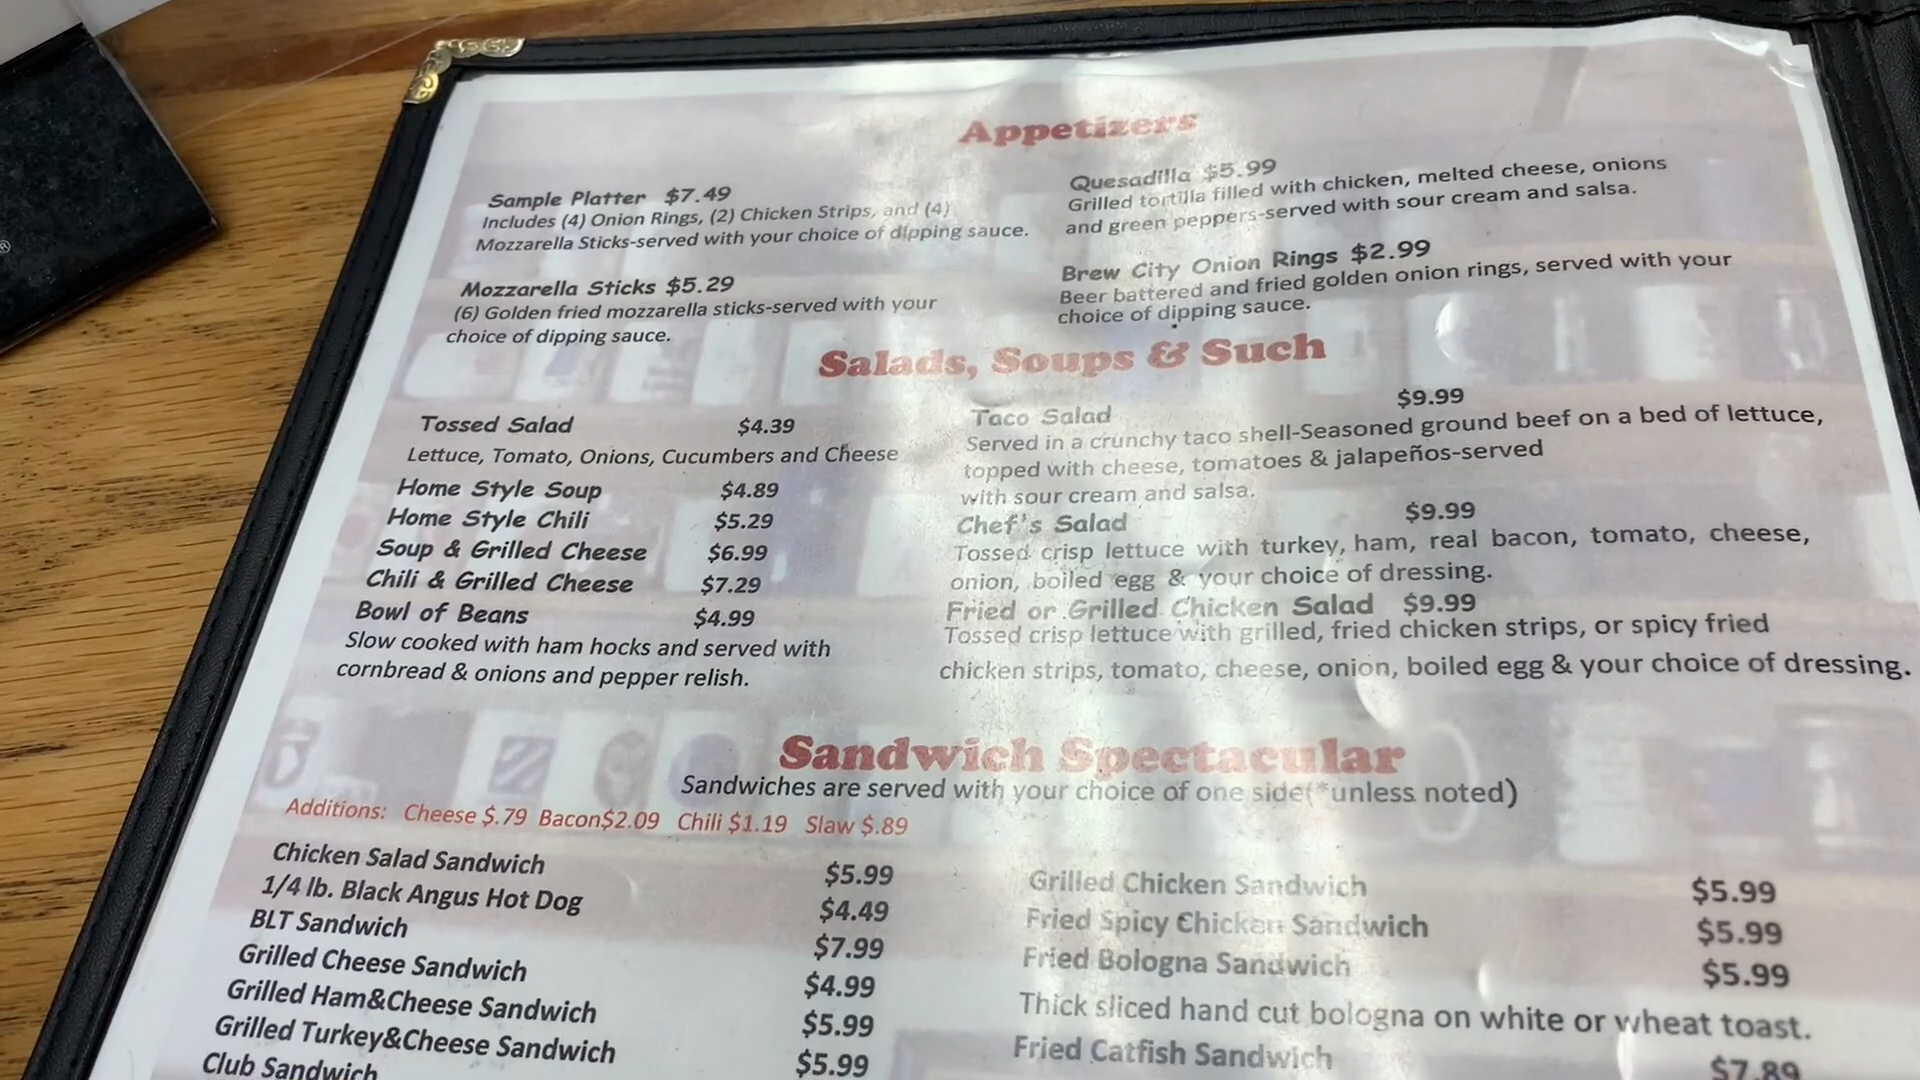 ®
Appetizers
Sample Platter $7.49
Includes (4) Onion Rings, (2) Chicken Strips, and (4)
Mozzarella Sticks-served with your choice of dipping sauce.
Mozzarella Sticks $5.29
(6) Golden fried mozzarella sticks-served with your
choice of dipping sauce.
Quesadilla $5.99
Grilled tortilla filled with chicken, melted cheese, onions
and green peppers-served with sour cream and salsa.
Brew City Onion Rings $2.99
Beer battered and fried golden onion rings, served with your
choice of dipping sauce.
Salads, Soups & Such
Tossed Salad $4.39
Lettuce, Tomato, Onions, Cucumbers and Cheese
Home Style Soup $4.89
Home Style Chili $5.29
Soup & Grilled Cheese $6.99
Chili & Grilled Cheese $7.29
Bowl of Beans $4.99
Slow cooked with ham hocks and served with
cornbread & onions and pepper relish.
Taco Salad $9.99
Served in a crunchy taco shell-Seasoned ground beef on a bed of lettuce,
topped with cheese, tomatoes & jalapeños-served
with sour cream and salsa.
Chef's Salad $9.99
Tossed crisp lettuce with turkey, ham, real bacon, tomato, cheese,
onion, boiled egg & your choice of dressing.
Fried or Grilled Chicken Salad $9.99
Tossed crisp lettuce with grilled, fried chicken strips, or spicy fried
chicken strips, tomato, cheese, onion, boiled egg & your choice of dressing.
Sandwich Spectacular
Sandwiches are served with your choice of one side(*unless noted)
Additions: Cheese $.79 Bacon$2.09 Chili $1.19 Slaw $.89
Chicken Salad Sandwich $5.99
1/4 lb. Black Angus Hot Dog $4.49
BLT Sandwich $7.99
Grilled Cheese Sandwich $4.99
Grilled Ham&Cheese Sandwich $5.99
Grilled Turkey&Cheese Sandwich $5.99
Club Sandwich
Grilled Chicken Sandwich $5.99
Fried Spicy Chicken Sandwich $5.99
Fried Bologna Sandwich $5.99
Thick sliced hand cut bologna on white or wheat toast.
Fried Catfish Sandwich $7.89